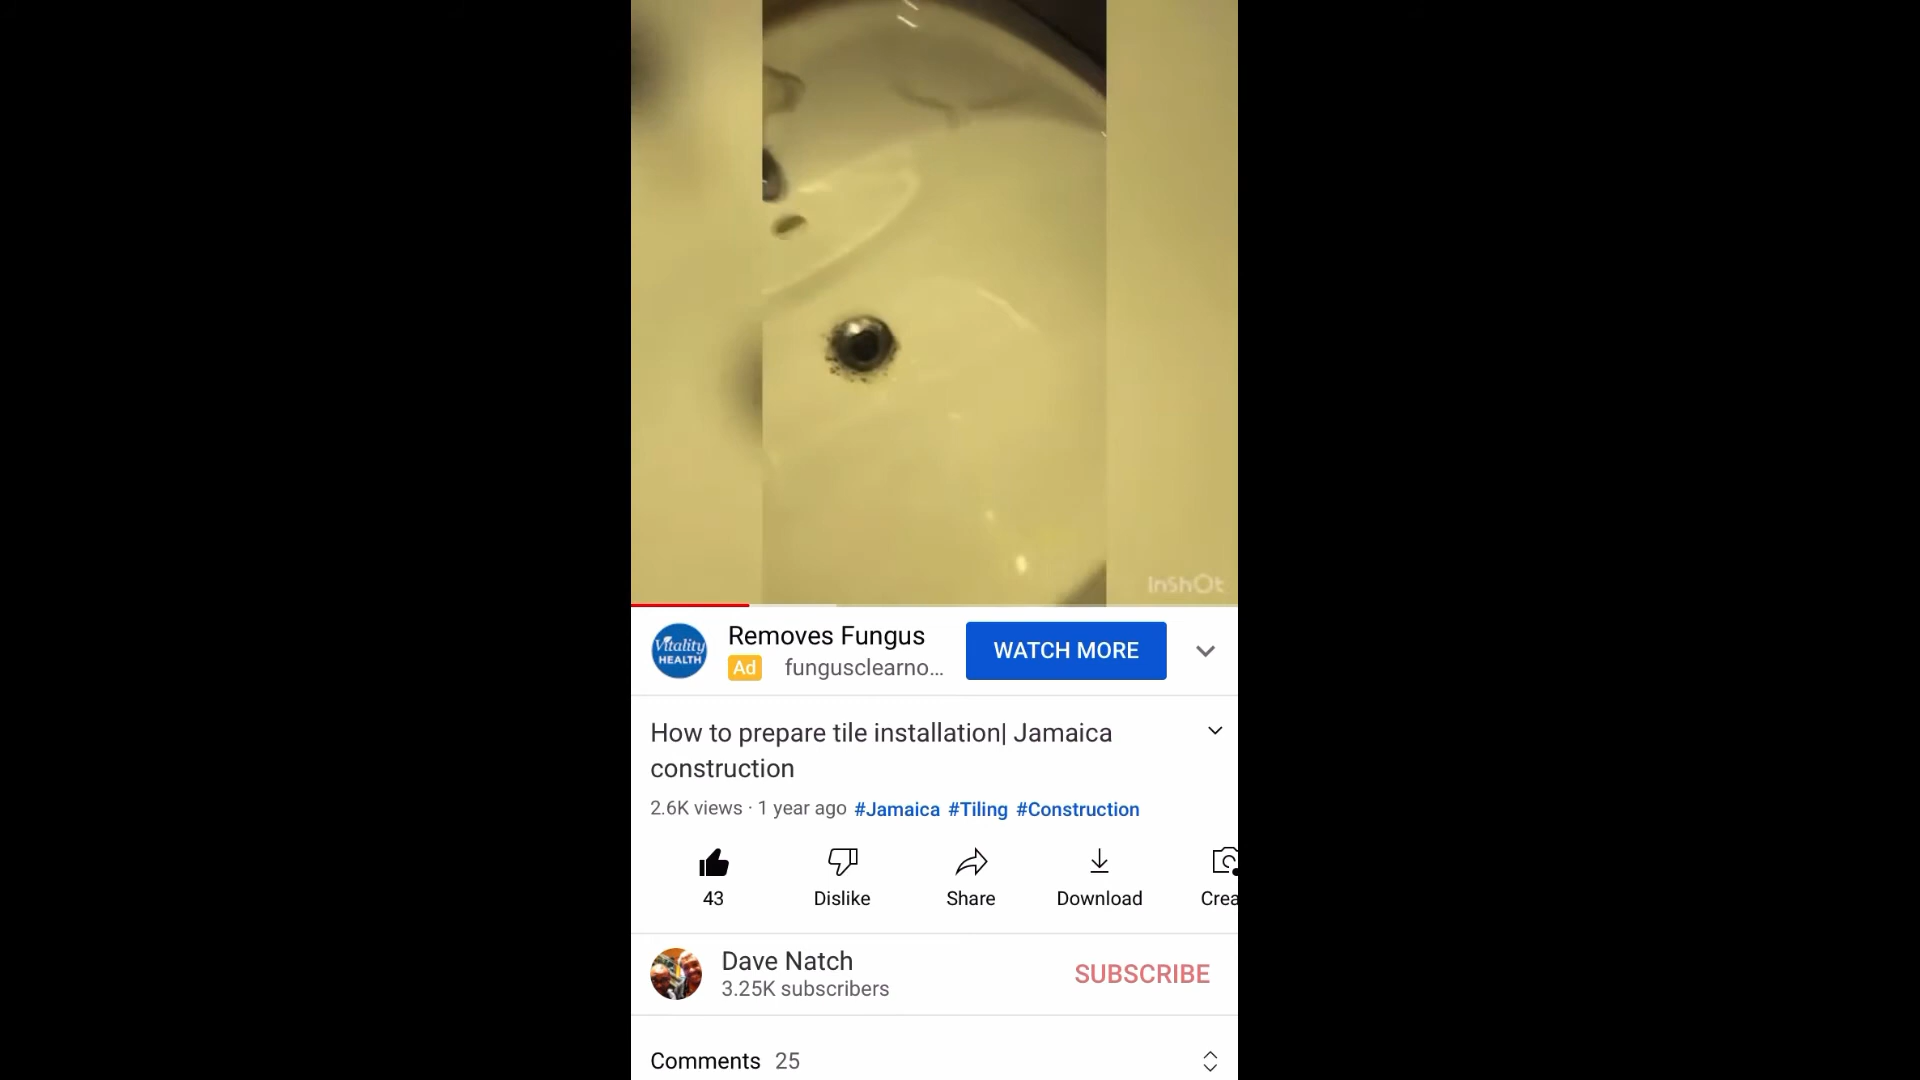 InShOt
Vitality
HEALTH
Removes Fungus
Ad fungusclearno...
WATCH MORE
How to prepare tile installation| Jamaica
construction
2.6K views · 1 year ago #Jamaica #Tiling #Construction
43
Dislike
Share
Download
Crea
Dave Natch
3.25K subscribers
SUBSCRIBE
Comments 25